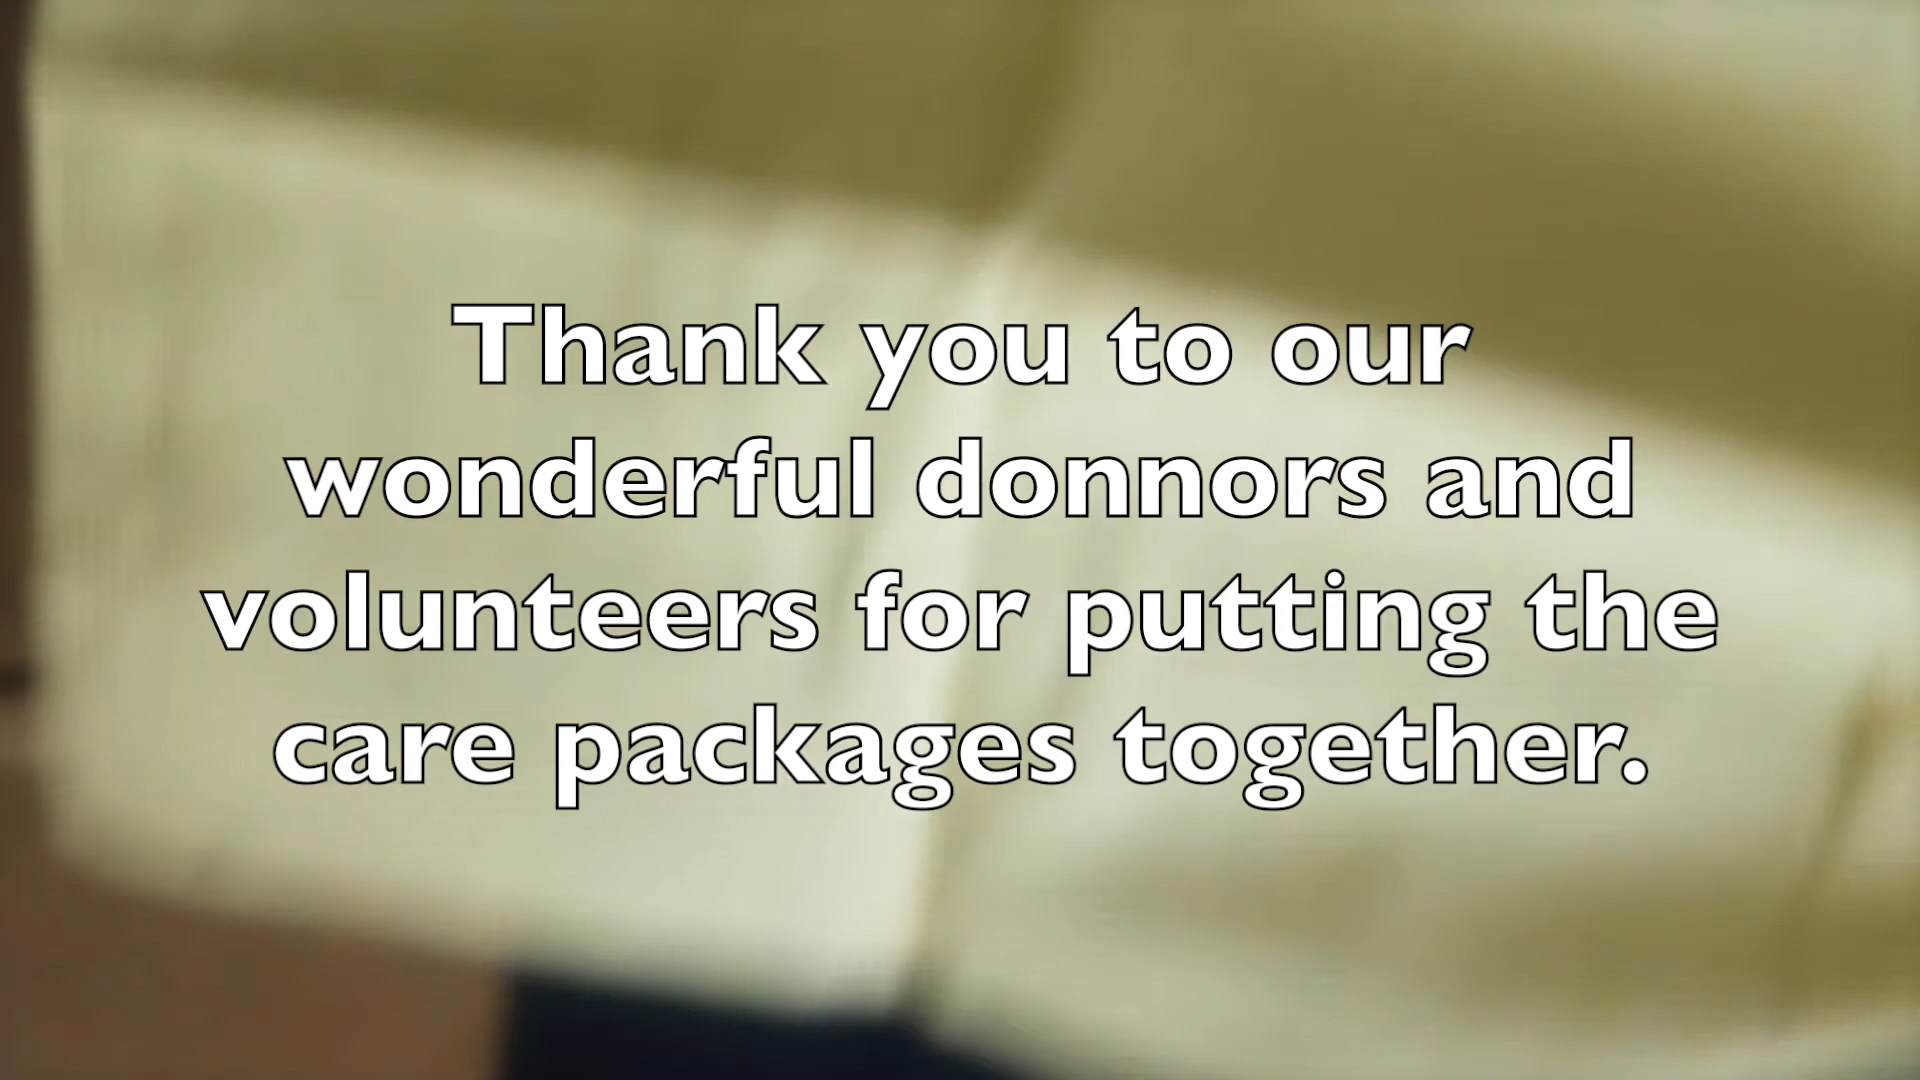 Thank you to our
wonderful donnors and
volunteers for putting the
care packages together.